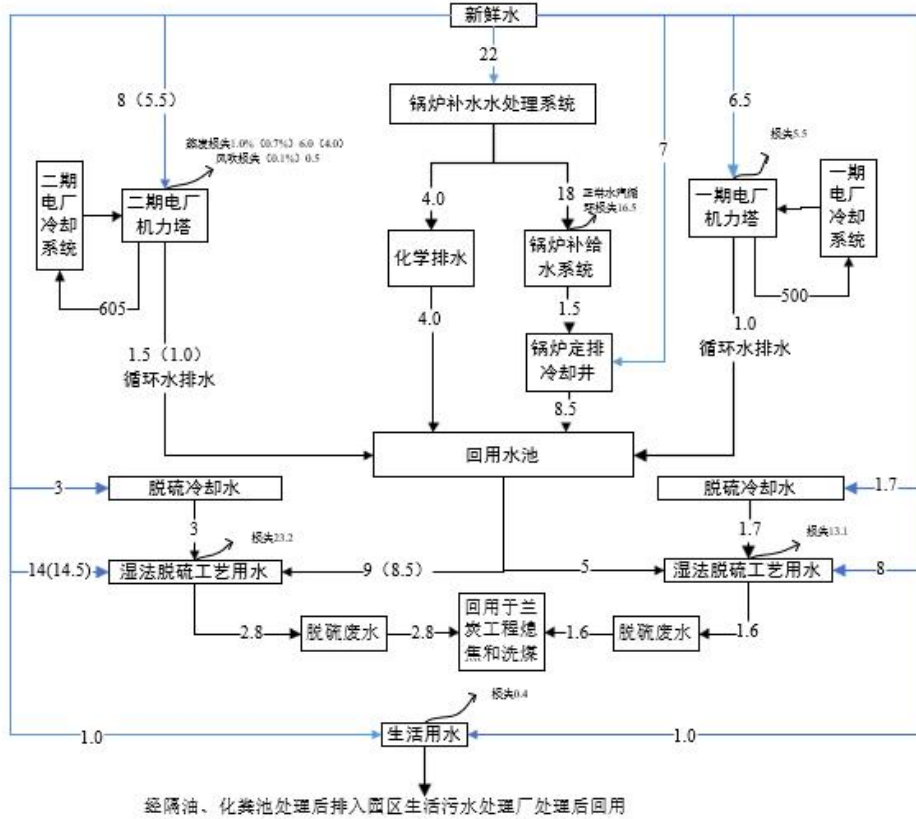 新鲜水
22
锅炉补水水处理系统
8（5.5）
6.5
7
蒸发损失1.0%（0.7%）6.0（4.0）
风吹损失（0.1%）0.5
损失5.5
二期
电厂
冷却
系统
二期电厂
机力塔
4.0
18
正常水汽循
环损失16.5
一期电厂
机力塔
一期
电厂
冷却
系统
化学排水
锅炉补给
水系统
605
500
4.0
1.5
1.0
循环水排水
1.5（1.0）
循环水排水
锅炉定排
冷却井
8.5
回用水池
3
脱硫冷却水
脱硫冷却水
1.7
3
1.7
损失23.2
损失13.1
14(14.5)
湿法脱硫工艺用水
9（8.5）
5
湿法脱硫工艺用水
8
2.8
脱硫废水
2.8
回用于兰
炭工程熄
焦和洗煤
1.6
脱硫废水
1.6
损失0.4
1.0
生活用水
1.0
经隔油、化粪池处理后排入园区生活污水处理厂处理后回用